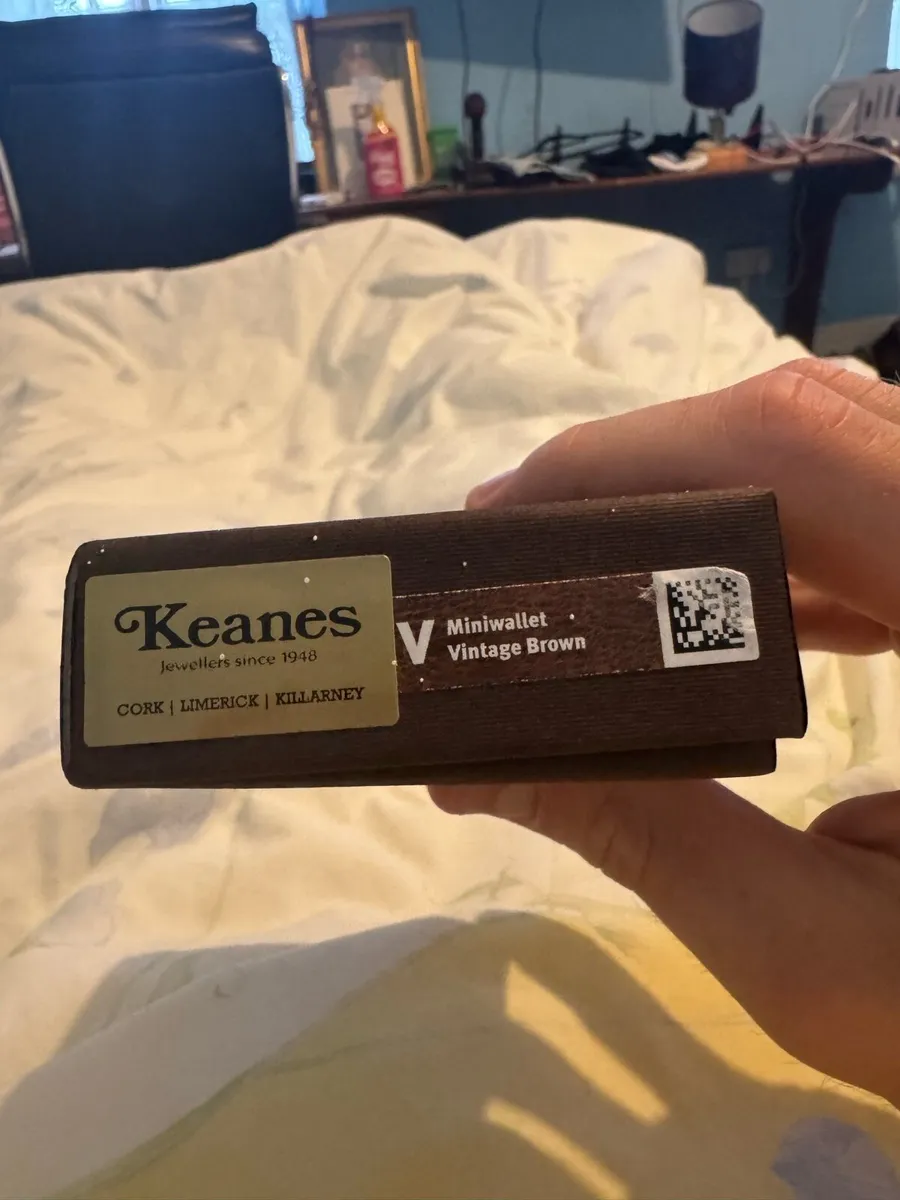 Keanes
Jewellers since 1948
CORK | LIMERICK | KILLARNEY
V
Miniwallet
Vintage Brown